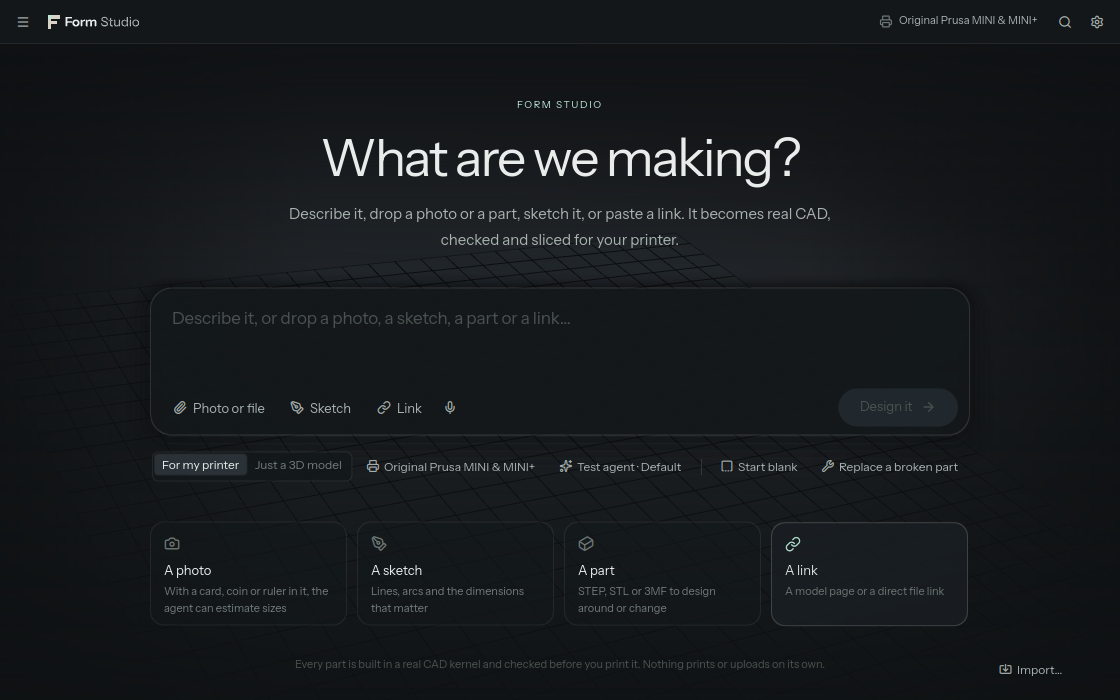 Form Studio
Original Prusa MINI & MINI+
FORM STUDIO
What are we making?
Describe it, drop a photo or a part, sketch it, or paste a link. It becomes real CAD,
checked and sliced for your printer.
Describe it, or drop a photo, a sketch, a part or a link...
Photo or file
Sketch
Link
Design it
For my printer
Just a 3D model
Original Prusa MINI & MINI+
Test agent · Default
Start blank
Replace a broken part
A photo
With a card, coin or ruler in it, the
agent can estimate sizes
A sketch
Lines, arcs and the dimensions
that matter
A part
STEP, STL or 3MF to design
around or change
A link
A model page or a direct file link
Every part is built in a real CAD kernel and checked before you print it. Nothing prints or uploads on its own.
Import...